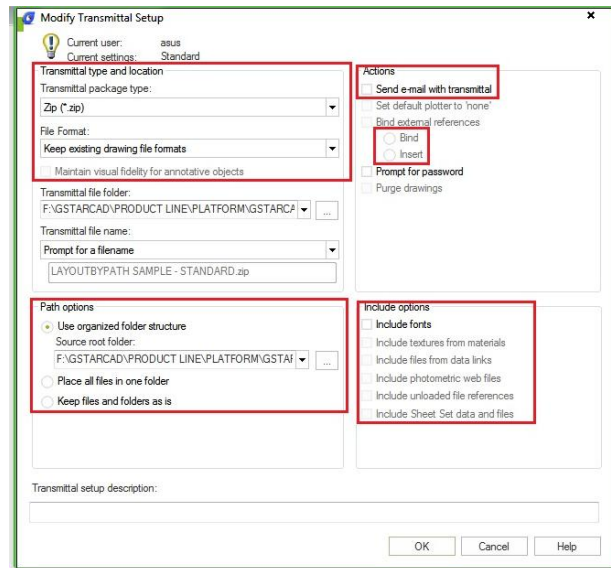 Modify Transmittal Setup
Current user: asus
Current settings: Standard
Transmittal type and location
Transmittal package type:
Zip (*.zip)
File Format:
Keep existing drawing file formats
Maintain visual fidelity for annotative objects
Transmittal file folder:
F:\GSTARCAD\PRODUCT LINE\PLATFORM\GSTARCA
...
Transmittal file name:
Prompt for a filename
LAYOUTBYPATH SAMPLE - STANDARD.zip
Actions
Send e-mail with transmittal
Set default plotter to 'none'
Bind external references
Bind
Insert
Prompt for password
Purge drawings
Path options
Use organized folder structure
Source root folder:
F:\GSTARCAD\PRODUCT LINE\PLATFORM\GSTAF
...
Place all files in one folder
Keep files and folders as is
Include options
Include fonts
Include textures from materials
Include files from data links
Include photometric web files
Include unloaded file references
Include Sheet Set data and files
Transmittal setup description:
OK Cancel Help